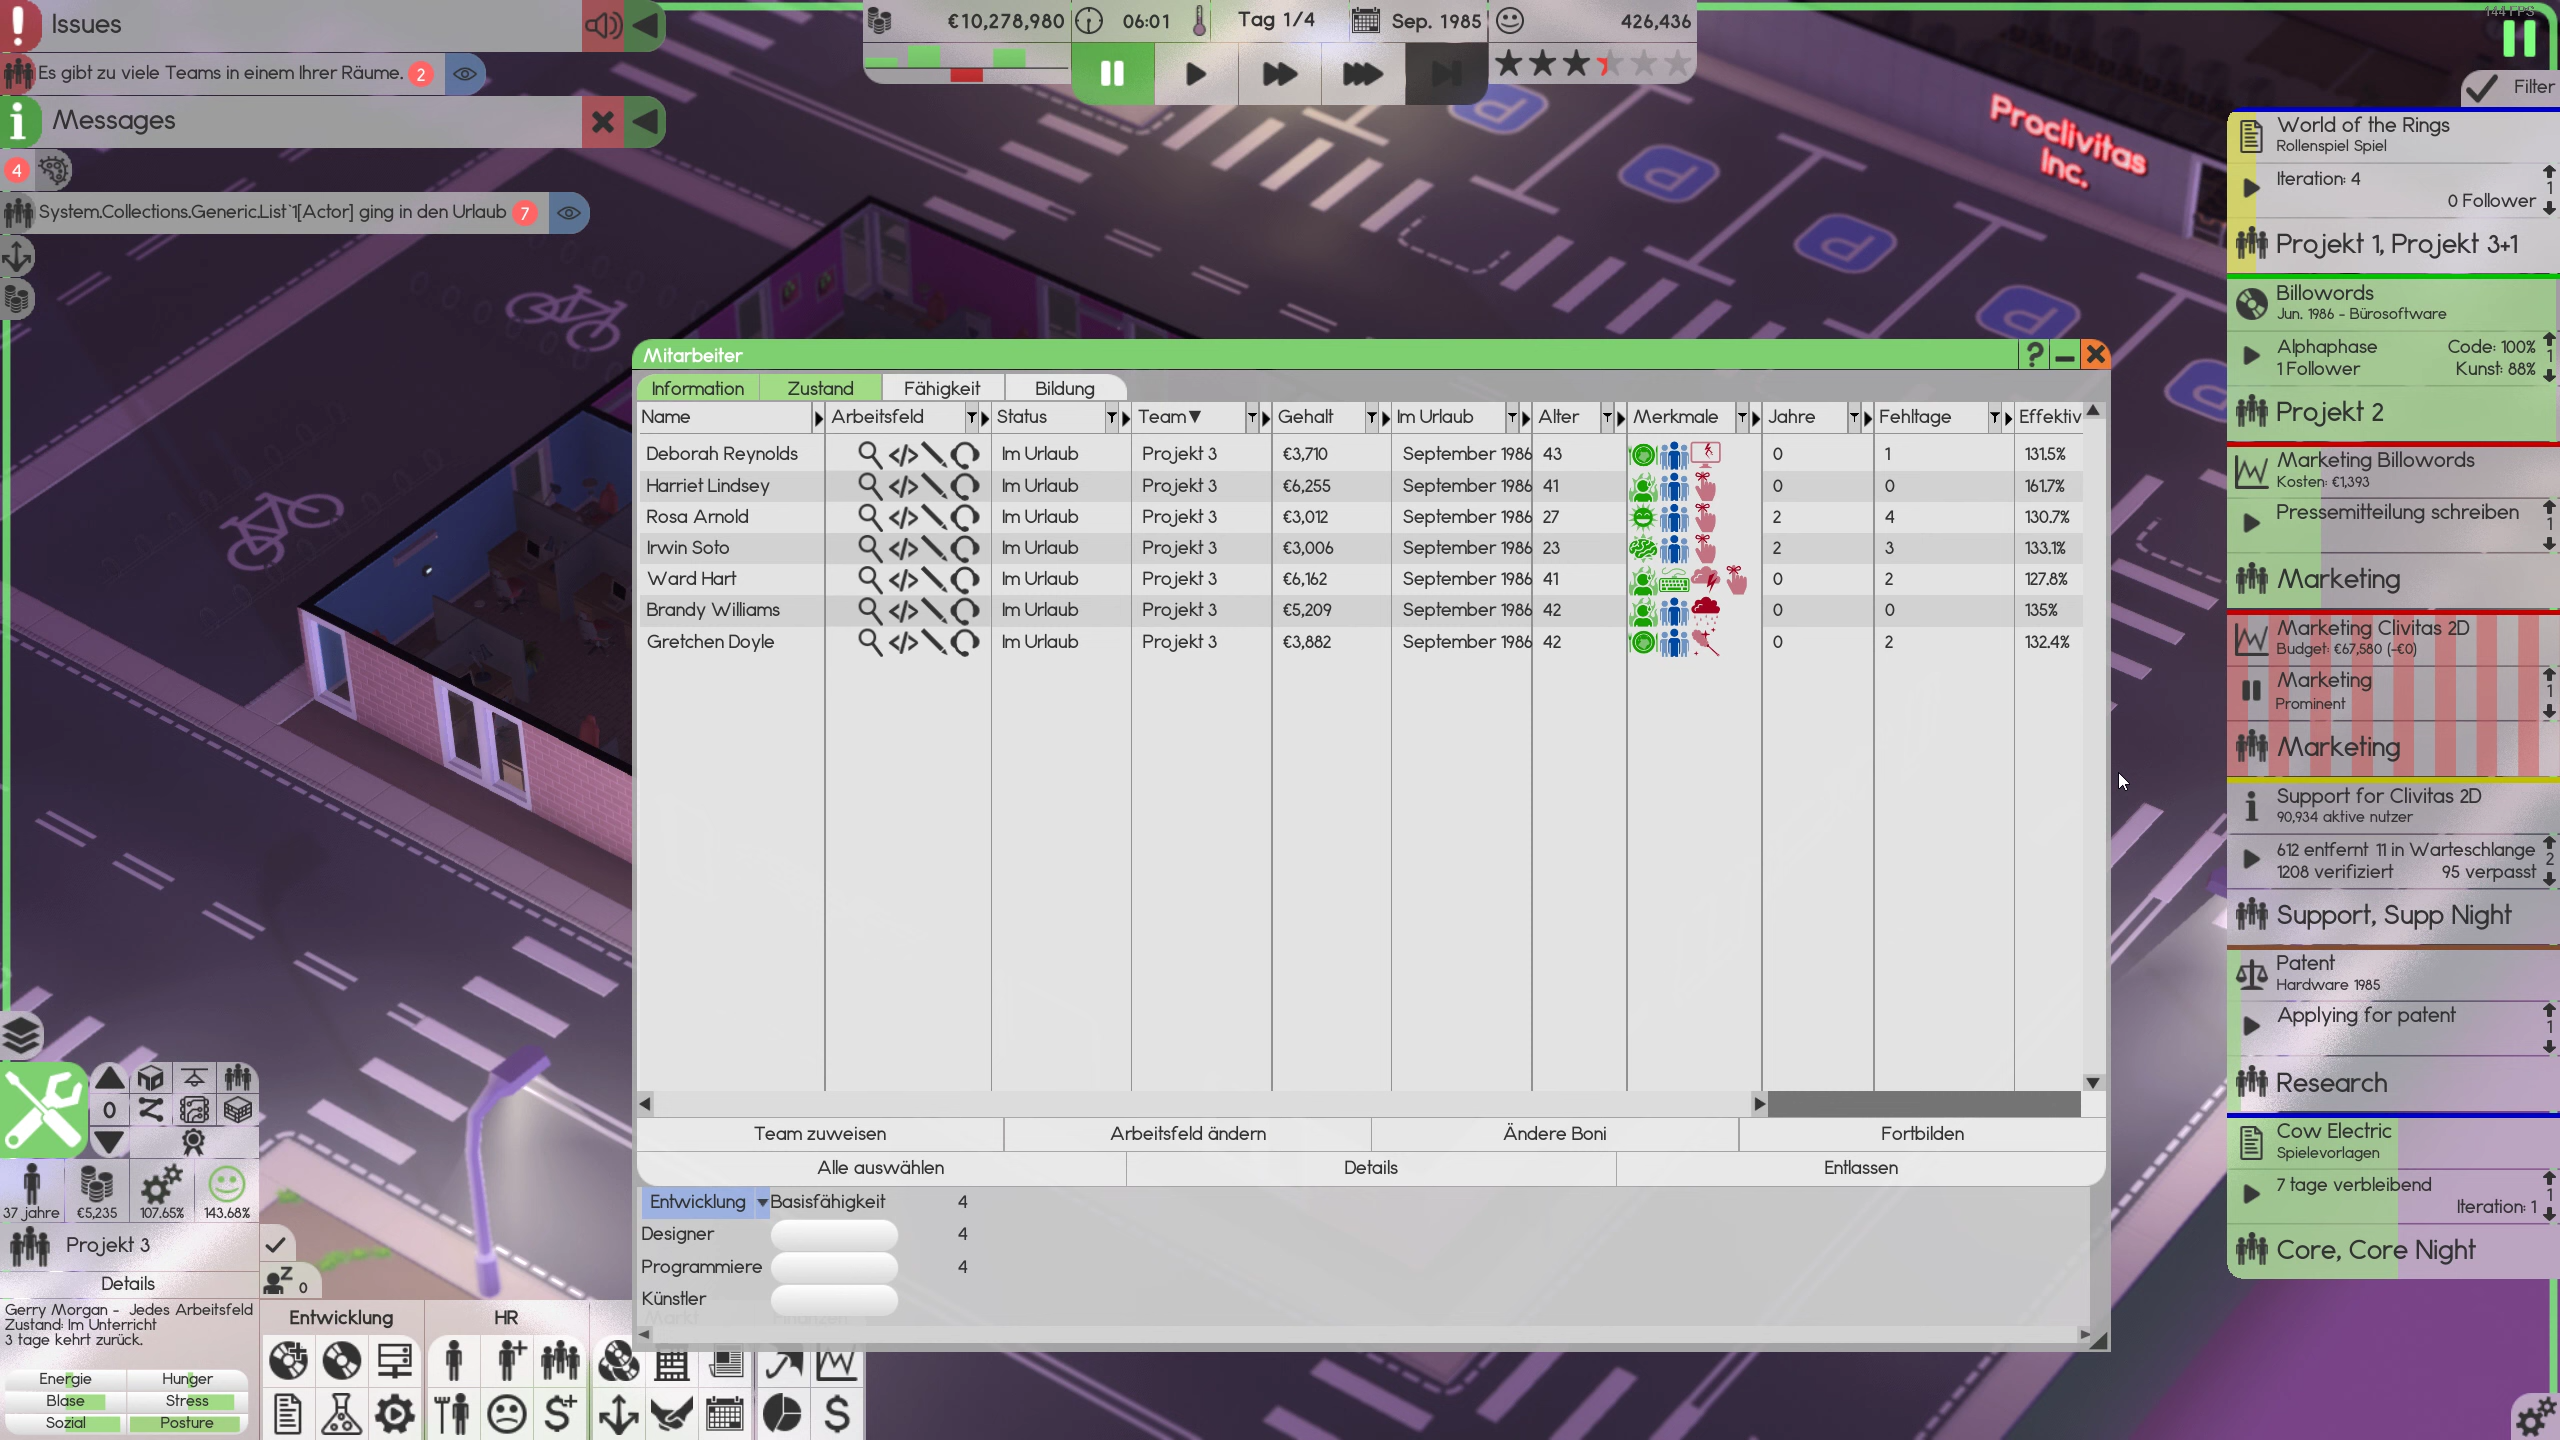 Issues
Es gibt zu viele Teams in einem Ihrer Räume. 2
Messages
4
System.Collections.Generic.List`1[Actor] ging in den Urlaub 7
€10,278,980 06:01 Tag 1/4 Sep. 1985 426,436
144 FPS
Filter
Proclivitas
Inc.
World of the Rings
Rollenspiel Spiel
Iteration: 4
1
0 Follower
Projekt 1, Projekt 3+1
Billowords
Jun. 1986 - Bürosoftware
Alphaphase Code: 100%
1
1 Follower Kunst: 88%
Projekt 2
Marketing Billowords
Kosten: €1,393
Pressemitteilung schreiben
1
Marketing
Marketing Clivitas 2D
Budget: €67,580 (-€0)
Marketing
1
Prominent
Marketing
Support for Clivitas 2D
90,934 aktive nutzer
612 entfernt 11 in Warteschlange
2
1208 verifiziert 95 verpasst
Support, Supp Night
Patent
Hardware 1985
Applying for patent
1
Research
Cow Electric
Spielevorlagen
7 tage verbleibend
1
Iteration: 1
Core, Core Night
Mitarbeiter ?
Information Zustand Fähigkeit Bildung
Name Arbeitsfeld Status Team Gehalt Im Urlaub Alter Merkmale Jahre Fehltage Effektiv
Deborah Reynolds Im Urlaub Projekt 3 €3,710 September 1986 43 0 1 131.5%
Harriet Lindsey Im Urlaub Projekt 3 €6,255 September 1986 41 0 0 161.7%
Rosa Arnold Im Urlaub Projekt 3 €3,012 September 1986 27 2 4 130.7%
Irwin Soto Im Urlaub Projekt 3 €3,006 September 1986 23 2 3 133.1%
Ward Hart Im Urlaub Projekt 3 €6,162 September 1986 41 0 2 127.8%
Brandy Williams Im Urlaub Projekt 3 €5,209 September 1986 42 0 0 135%
Gretchen Doyle Im Urlaub Projekt 3 €3,882 September 1986 42 0 2 132.4%
Team zuweisen Arbeitsfeld ändern Ändere Boni Fortbilden
Alle auswählen Details Entlassen
Entwicklung Basisfähigkeit 4
Designer 4
Programmiere 4
Künstler
0
37 jahre €5,235 107.65% 143.68%
Projekt 3
Details
Z 0
Gerry Morgan - Jedes Arbeitsfeld
Zustand: Im Unterricht
3 tage kehrt zurück.
Energie Hunger
Blase Stress
Sozial Posture
Entwicklung HR Markt Finanzen